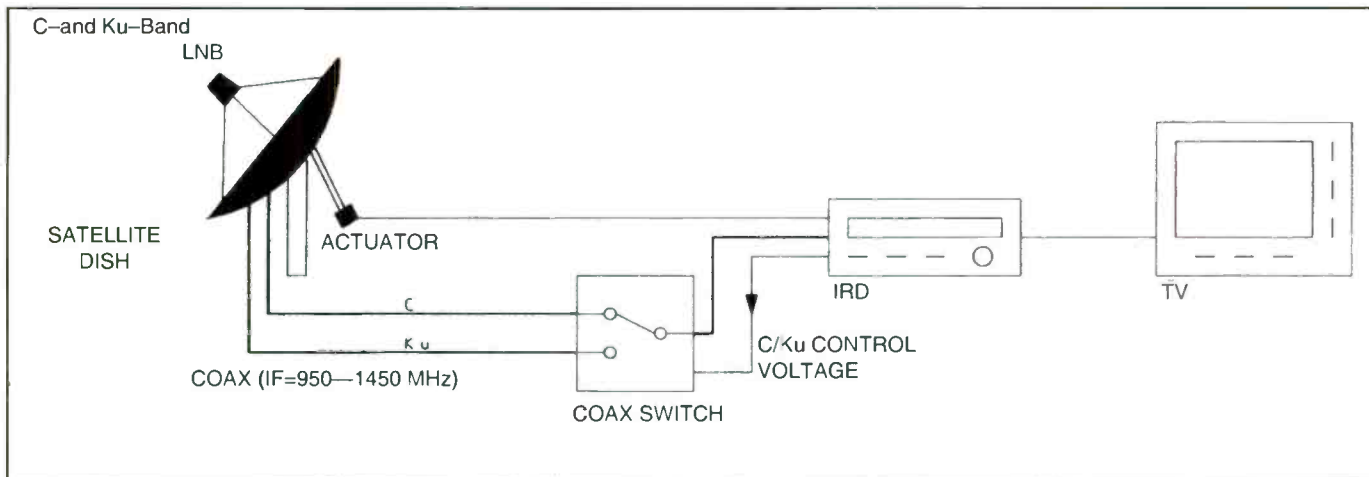 C–and Ku–Band
LNB
SATELLITE
DISH
ACTUATOR
C
Ku
COAX (IF=950—1450 MHz)
COAX SWITCH
C/Ku CONTROL
VOLTAGE
IRD
TV